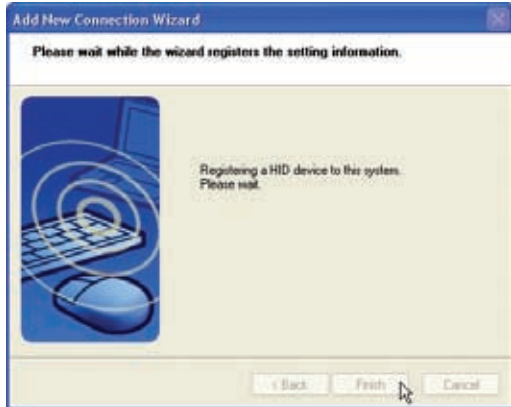 Add New Connection Wizard
Please wait while the wizard registers the setting information.
Registering a HID device to this system.
Please wait.
< Back
Finish
Cancel